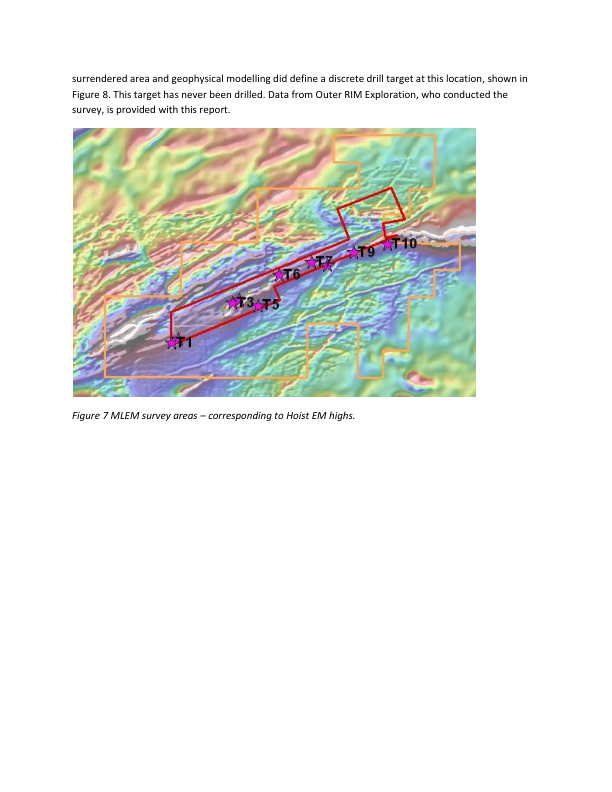 surrendered area and geophysical modelling did define a discrete drill target at this location, shown in
Figure 8. This target has never been drilled. Data from Outer RIM Exploration, who conducted the
survey, is provided with this report.
T10
T9
T7
T6
T3
T5
T1
Figure 7 MLEM survey areas – corresponding to Hoist EM highs.